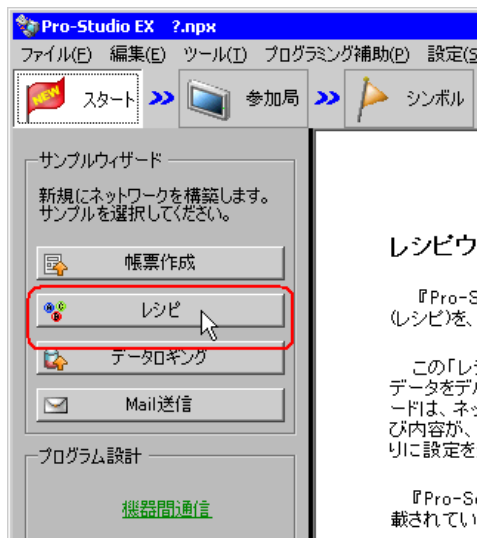 Pro-Studio EX ?.npx
ファイル(F) 編集(E) ツール(T) プログラミング補助(P) 設定(S
NEW スタート 参加局 シンボル
サンプルウィザード
新規にネットワークを構築します。
サンプルを選択してください。
帳票作成
レシピ
データロギング
Mail送信
プログラム設計
機器間通信
レシピウ
『Pro-S
(レシピ)を、
この「レシ
データをデバ
ードは、ネッ
び内容が、
りに設定を
『Pro-Se
載されてい